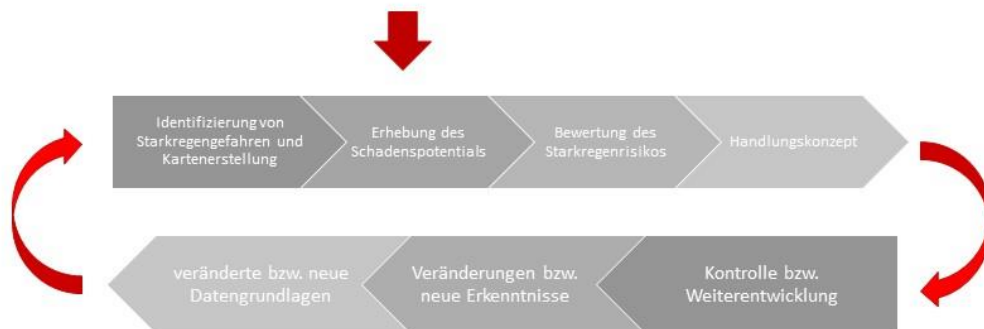 Identifizierung von
Starkregengefahren und
Kartenerstellung
Erhebung des
Schadenspotentials
Bewertung des
Starkregenrisikos
Handlungskonzept
veränderte bzw. neue
Datengrundlagen
Veränderungen bzw.
neue Erkenntnisse
Kontrolle bzw.
Weiterentwicklung